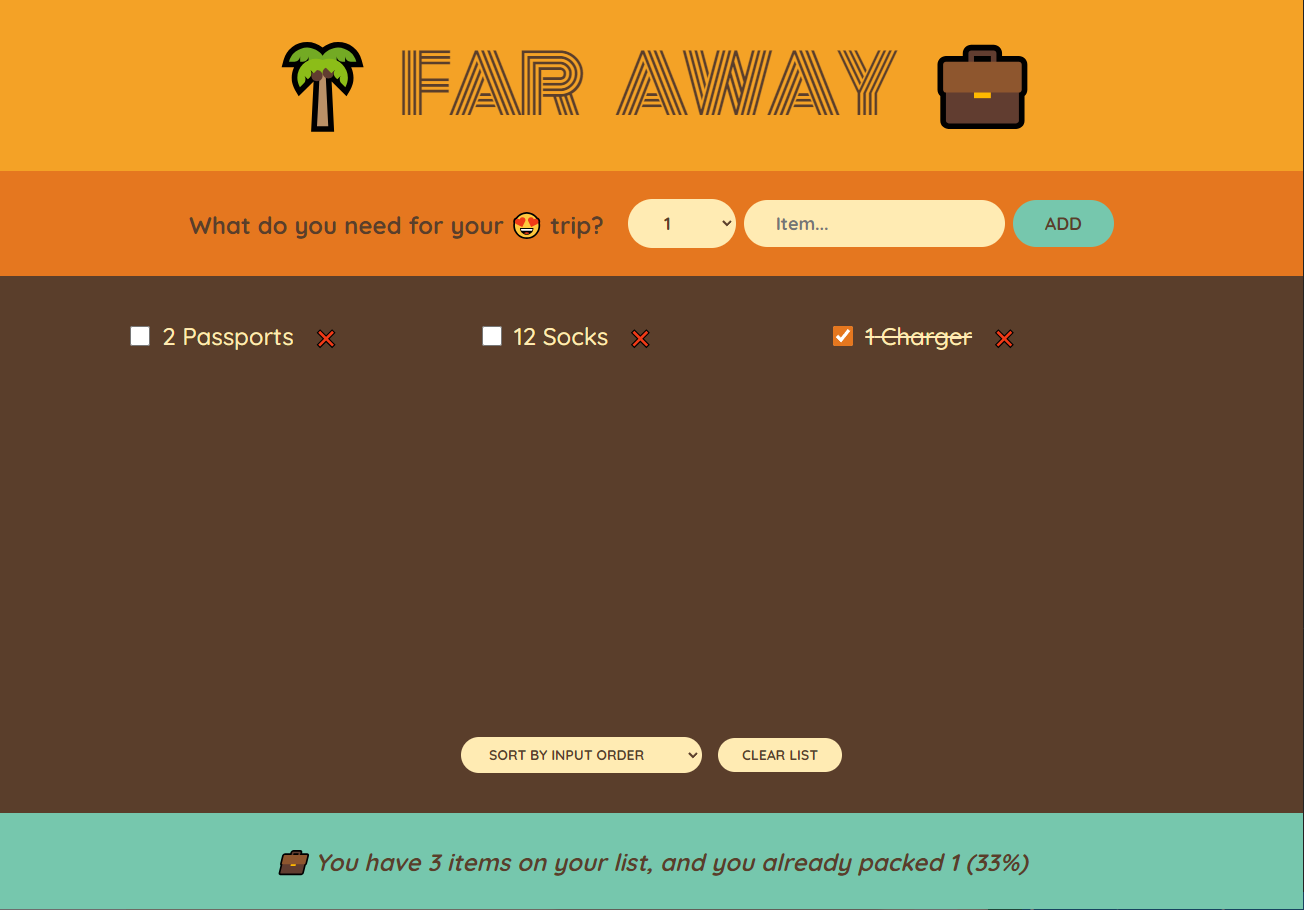 FAR AWAY
What do you need for your 😍 trip? 1 Item... ADD
2 Passports ❌ 12 Socks ❌ 1 Charger ❌
SORT BY INPUT ORDER CLEAR LIST
💼 You have 3 items on your list, and you already packed 1 (33%)